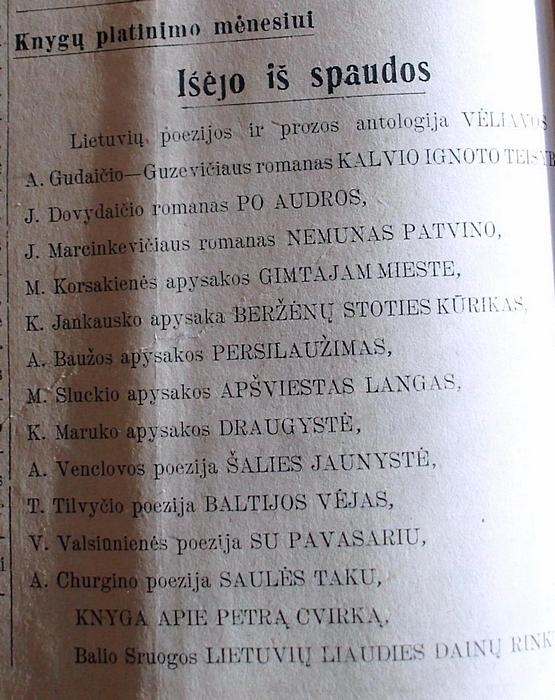 Knygų platinimo mėnesiui
Išėjo iš spaudos
Lietuvių poezijos ir prozos antologija VĖLIAVOS
A. Gudaičio—Guzevičiaus romanas KALVIO IGNOTO TEISYB
J. Dovydaičio romanas PO AUDROS,
J. Marcinkevičiaus romanas NEMUNAS PATVINO,
M. Korsakienės apysakos GIMTAJAM MIESTE,
K. Jankausko apysaka BERŽĖNŲ STOTIES KŪRIKAS,
A. Baužos apysakos PERSILAUŽIMAS,
M. Sluckio apysakos APŠVIESTAS LANGAS,
K. Maruko apysakos DRAUGYSTĖ,
A. Venclovos poezija ŠALIES JAUNYSTĖ,
T. Tilvyčio poezija BALTIJOS VĖJAS,
V. Valsiūnienės poezija SU PAVASARIU,
A. Churgino poezija SAULĖS TAKU,
KNYGA APIE PETRĄ CVIRKĄ,
Balio Sruogos LIETUVIŲ LIAUDIES DAINŲ RINK